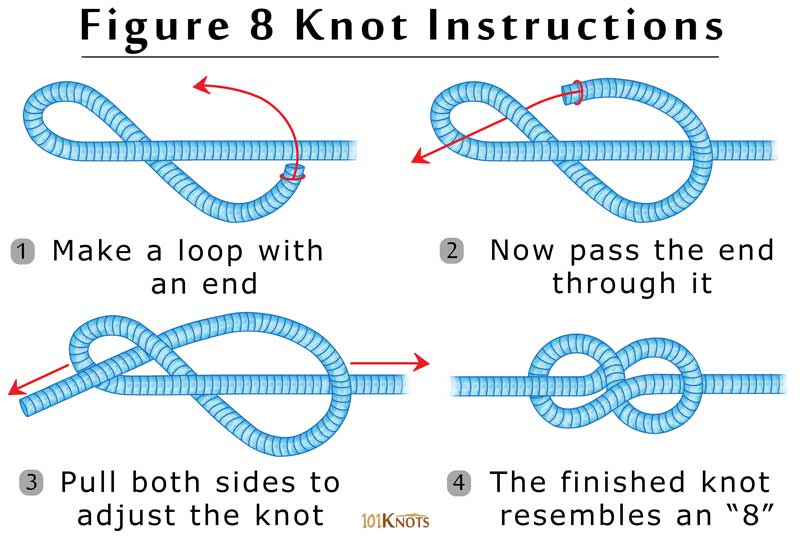 Figure 8 Knot Instructions
1 Make a loop with
an end
2 Now pass the end
through it
3 Pull both sides to
adjust the knot
4 The finished knot
resembles an “8”
101KNOTS